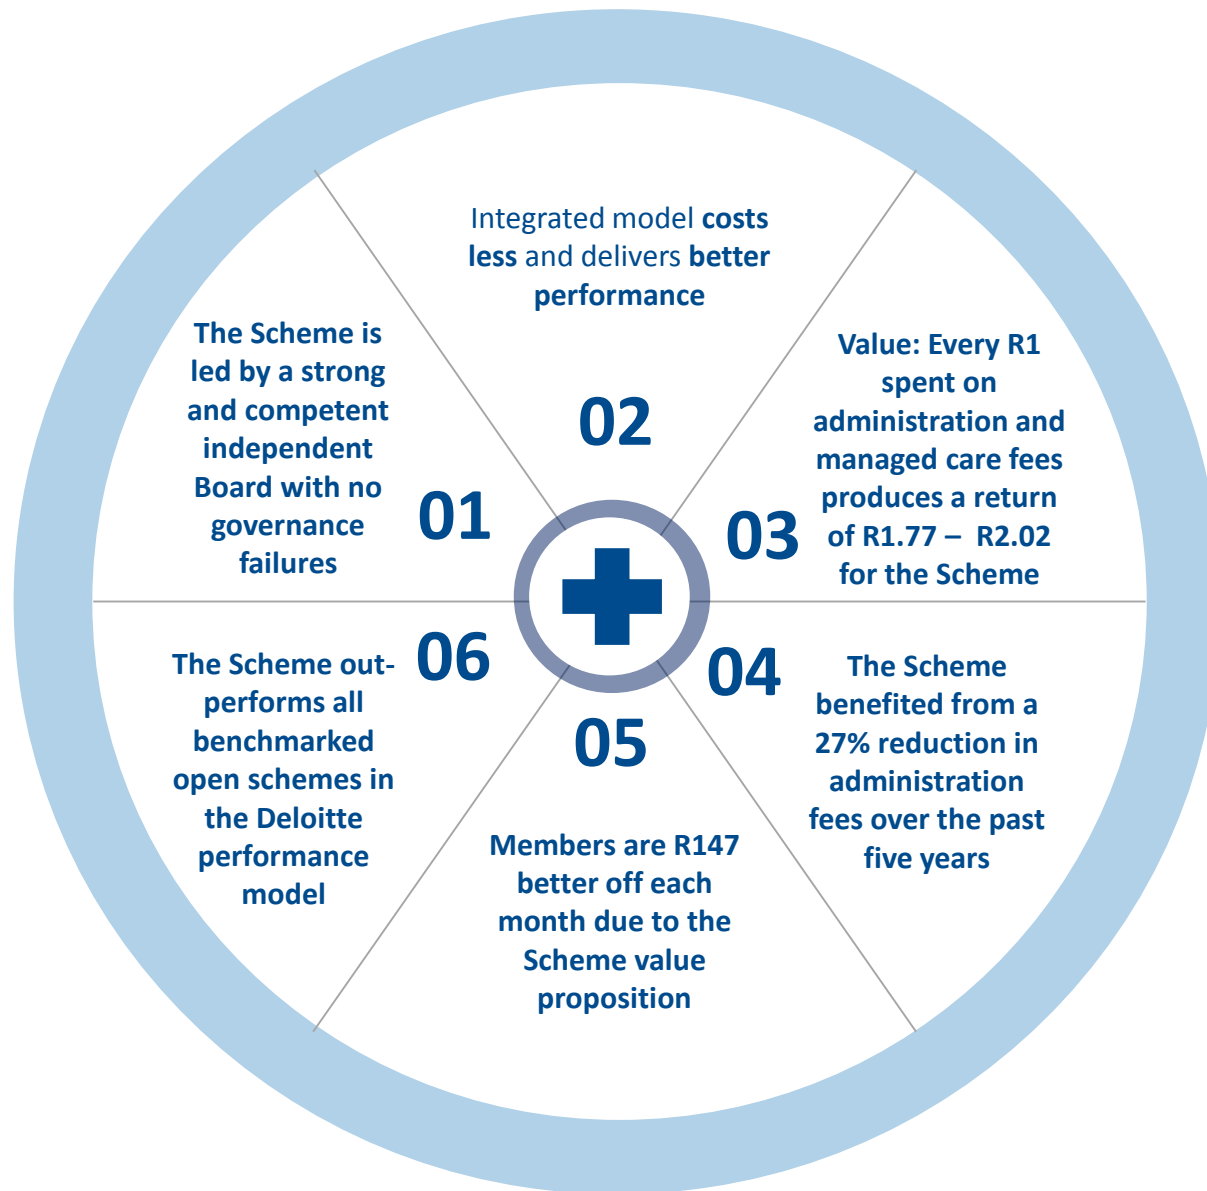 01
The Scheme is
led by a strong
and competent
independent
Board with no
governance
failures
02
Integrated model costs
less and delivers better
performance
03
Value: Every R1
spent on
administration and
managed care fees
produces a return
of R1.77 – R2.02
for the Scheme
04
The Scheme
benefited from a
27% reduction in
administration
fees over the past
five years
05
Members are R147
better off each
month due to the
Scheme value
proposition
06
The Scheme out-
performs all
benchmarked
open schemes in
the Deloitte
performance
model